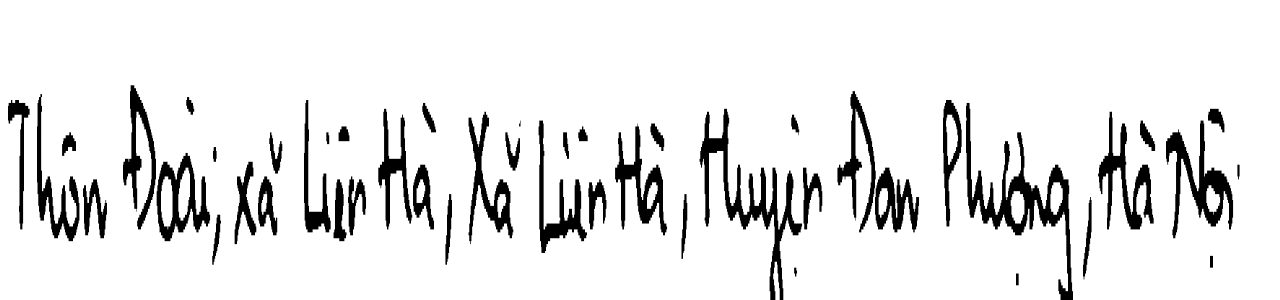 Thôn Đoài, xã Liên Hà, Xã Liên Hà, Huyện Đan Phượng, Hà Nội